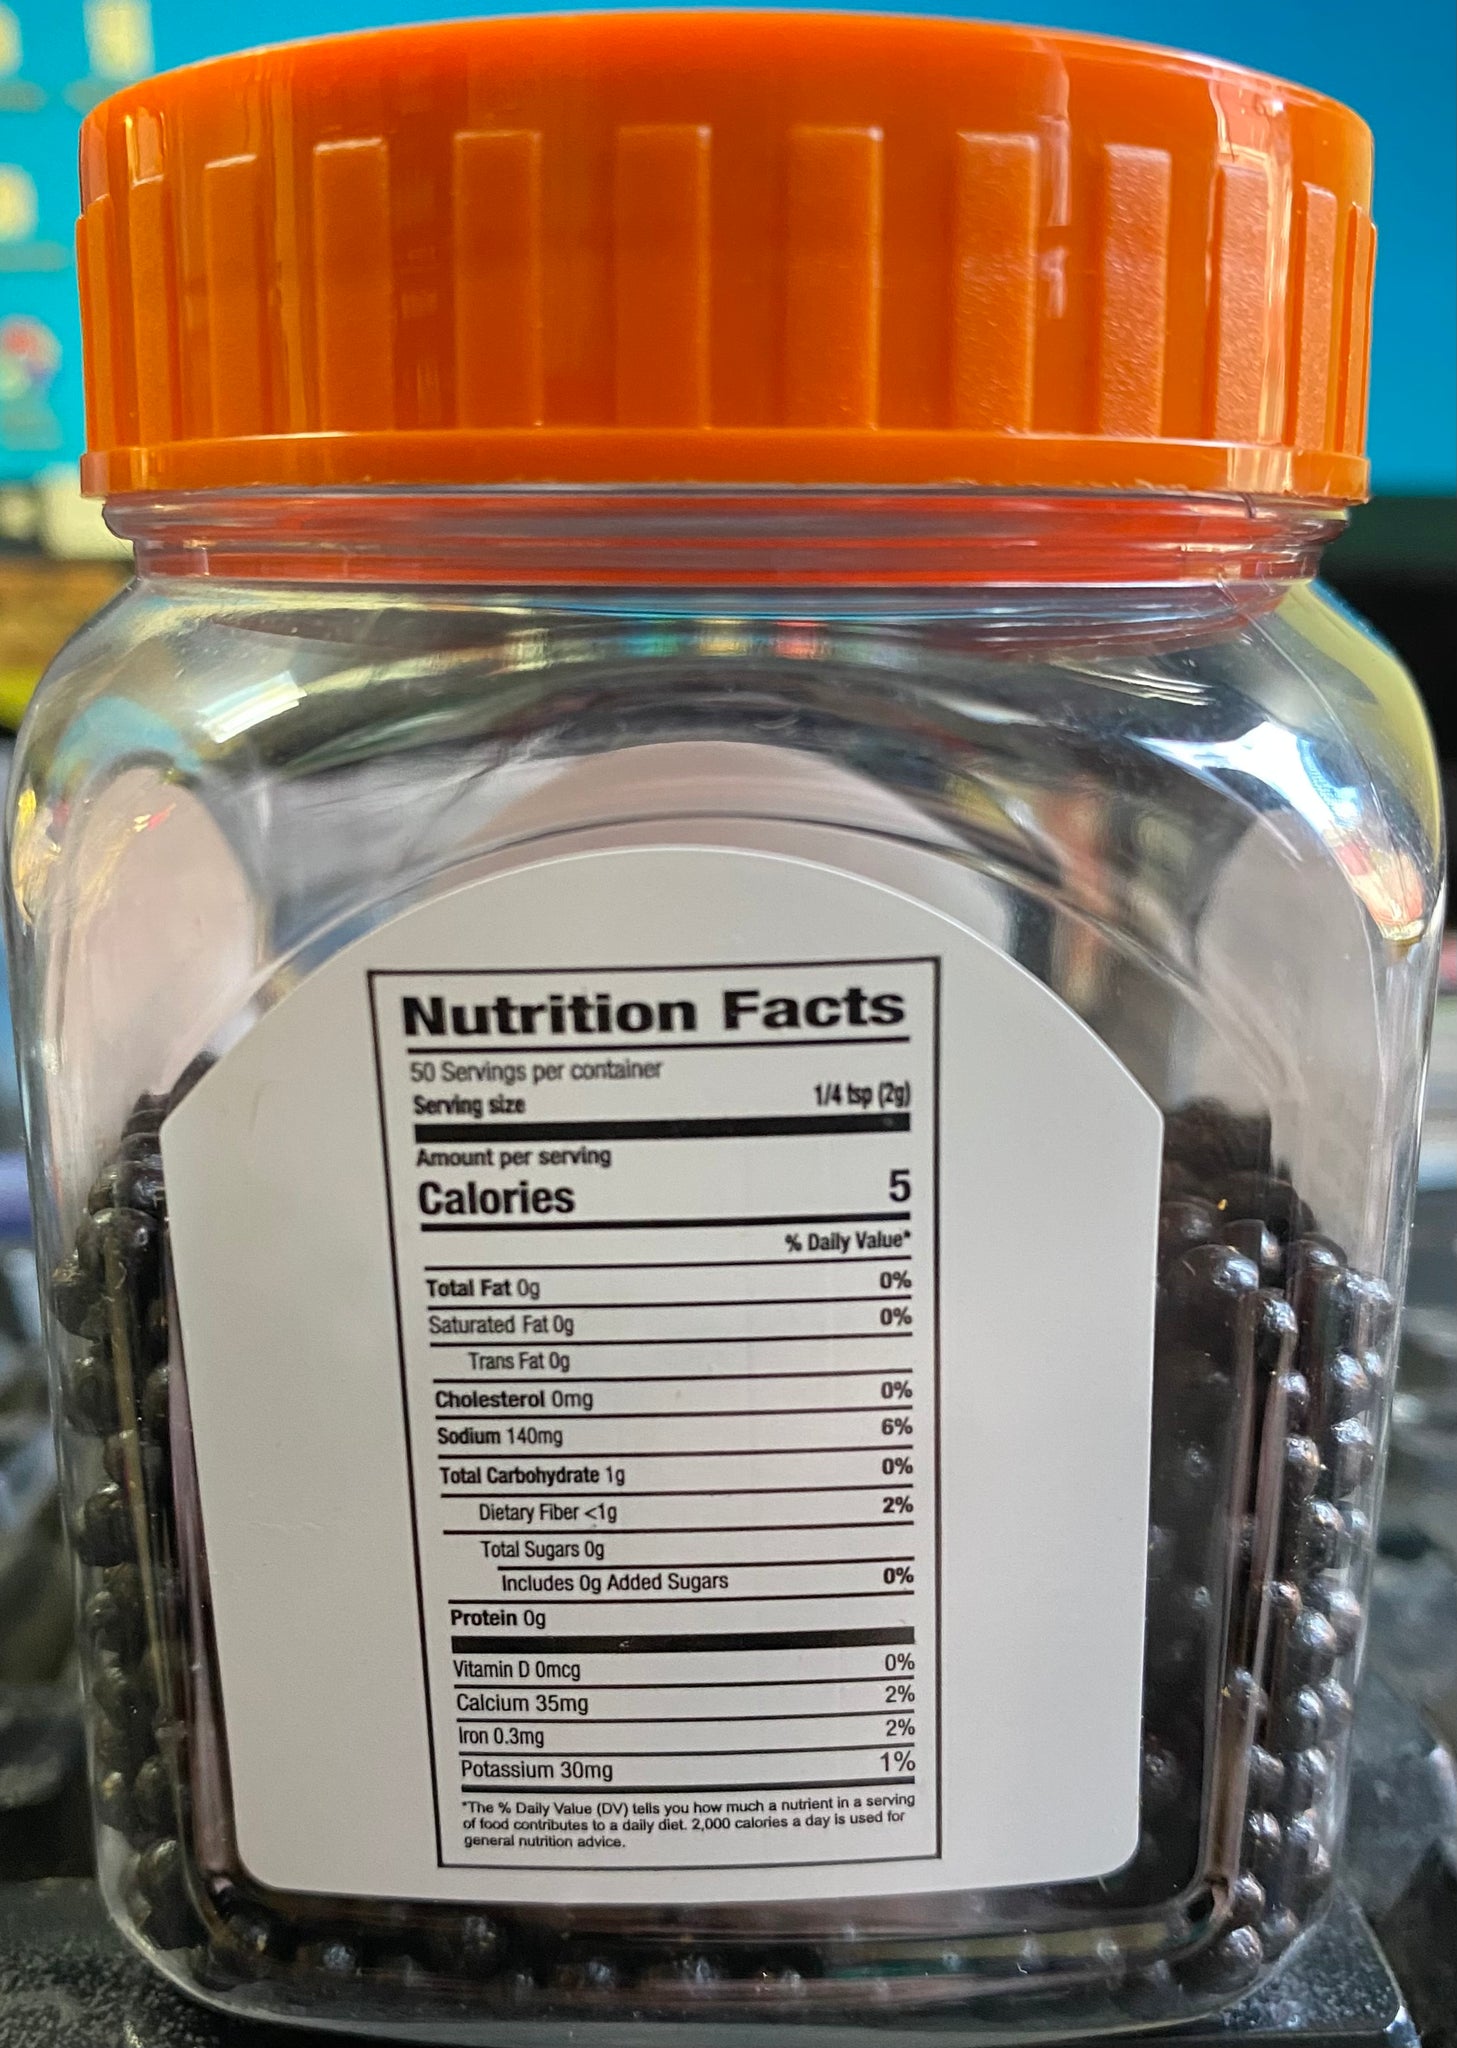 Nutrition Facts
50 Servings per container
Serving size 1/4 tsp (2g)
Amount per serving
Calories 5
% Daily Value*
Total Fat 0g 0%
Saturated Fat 0g 0%
Trans Fat 0g
Cholesterol 0mg 0%
Sodium 140mg 6%
Total Carbohydrate 1g 0%
Dietary Fiber <1g 2%
Total Sugars 0g
Includes 0g Added Sugars 0%
Protein 0g
Vitamin D 0mcg 0%
Calcium 35mg 2%
Iron 0.3mg 2%
Potassium 30mg 1%
*The % Daily Value (DV) tells you how much a nutrient in a serving
of food contributes to a daily diet. 2,000 calories a day is used for
general nutrition advice.